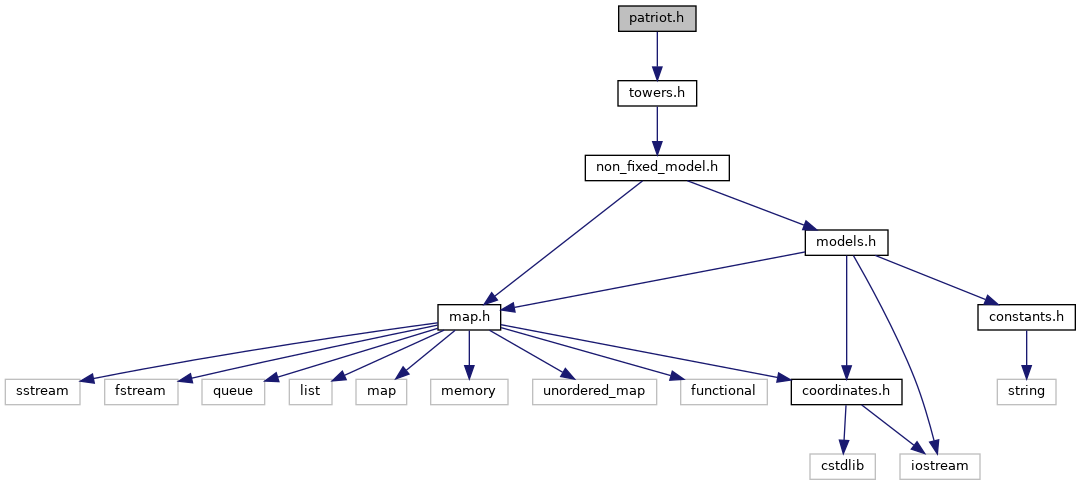 patriot.h
towers.h
non_fixed_model.h
models.h
map.h
constants.h
sstream
fstream
queue
list
map
memory
unordered_map
functional
coordinates.h
string
cstdlib
iostream